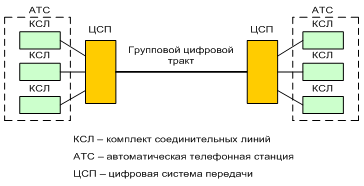 АТС
ЦСП
ЦСП
АТС
КСЛ
КСЛ
Групповой цифровой
тракт
КСЛ
КСЛ
КСЛ
КСЛ
КСЛ – комплект соединительных линий
АТС – автоматическая телефонная станция
ЦСП – цифровая система передачи